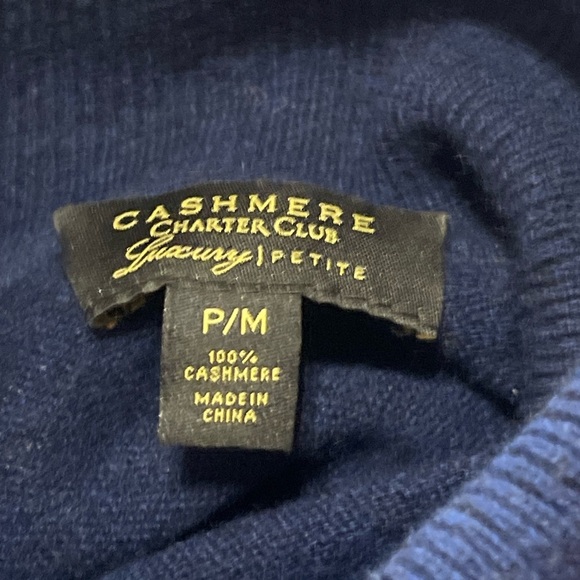 CASHMERE
CHARTER CLUB
Luxury | PETITE
P/M
100%
CASHMERE
MADE IN
CHINA